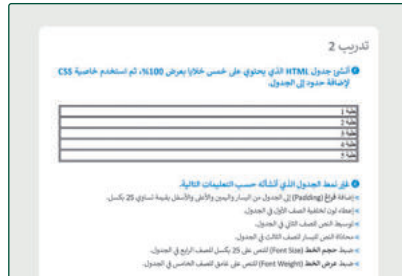 تدريب 2
أنشئ جدول HTML الذي يحتوي على خمس خلايا بعرض 100%، ثم استخدم خاصية CSS
لإضافة حدود إلى الجدول.
خلية 1
خلية 2
خلية 3
خلية 4
خلية 5
غيّر نمط الجدول الذي أنشأته حسب التعليمات التالية.
> إضافة فراغ (Padding) إلى الجدول من اليسار واليمين والأعلى والأسفل بقيمة تساوي 25 بكسل.
> إعطاء لون لخلفية الصف الأول في الجدول.
> توسيط النص للصف الثاني في الجدول.
> محاذاة النص لليسار للصف الثالث في الجدول.
> ضبط حجم الخط (Font Size) للنص على 25 بكسل للصف الرابع في الجدول.
> ضبط عرض الخط (Font Weight) للنص على غامق للصف الخامس في الجدول.